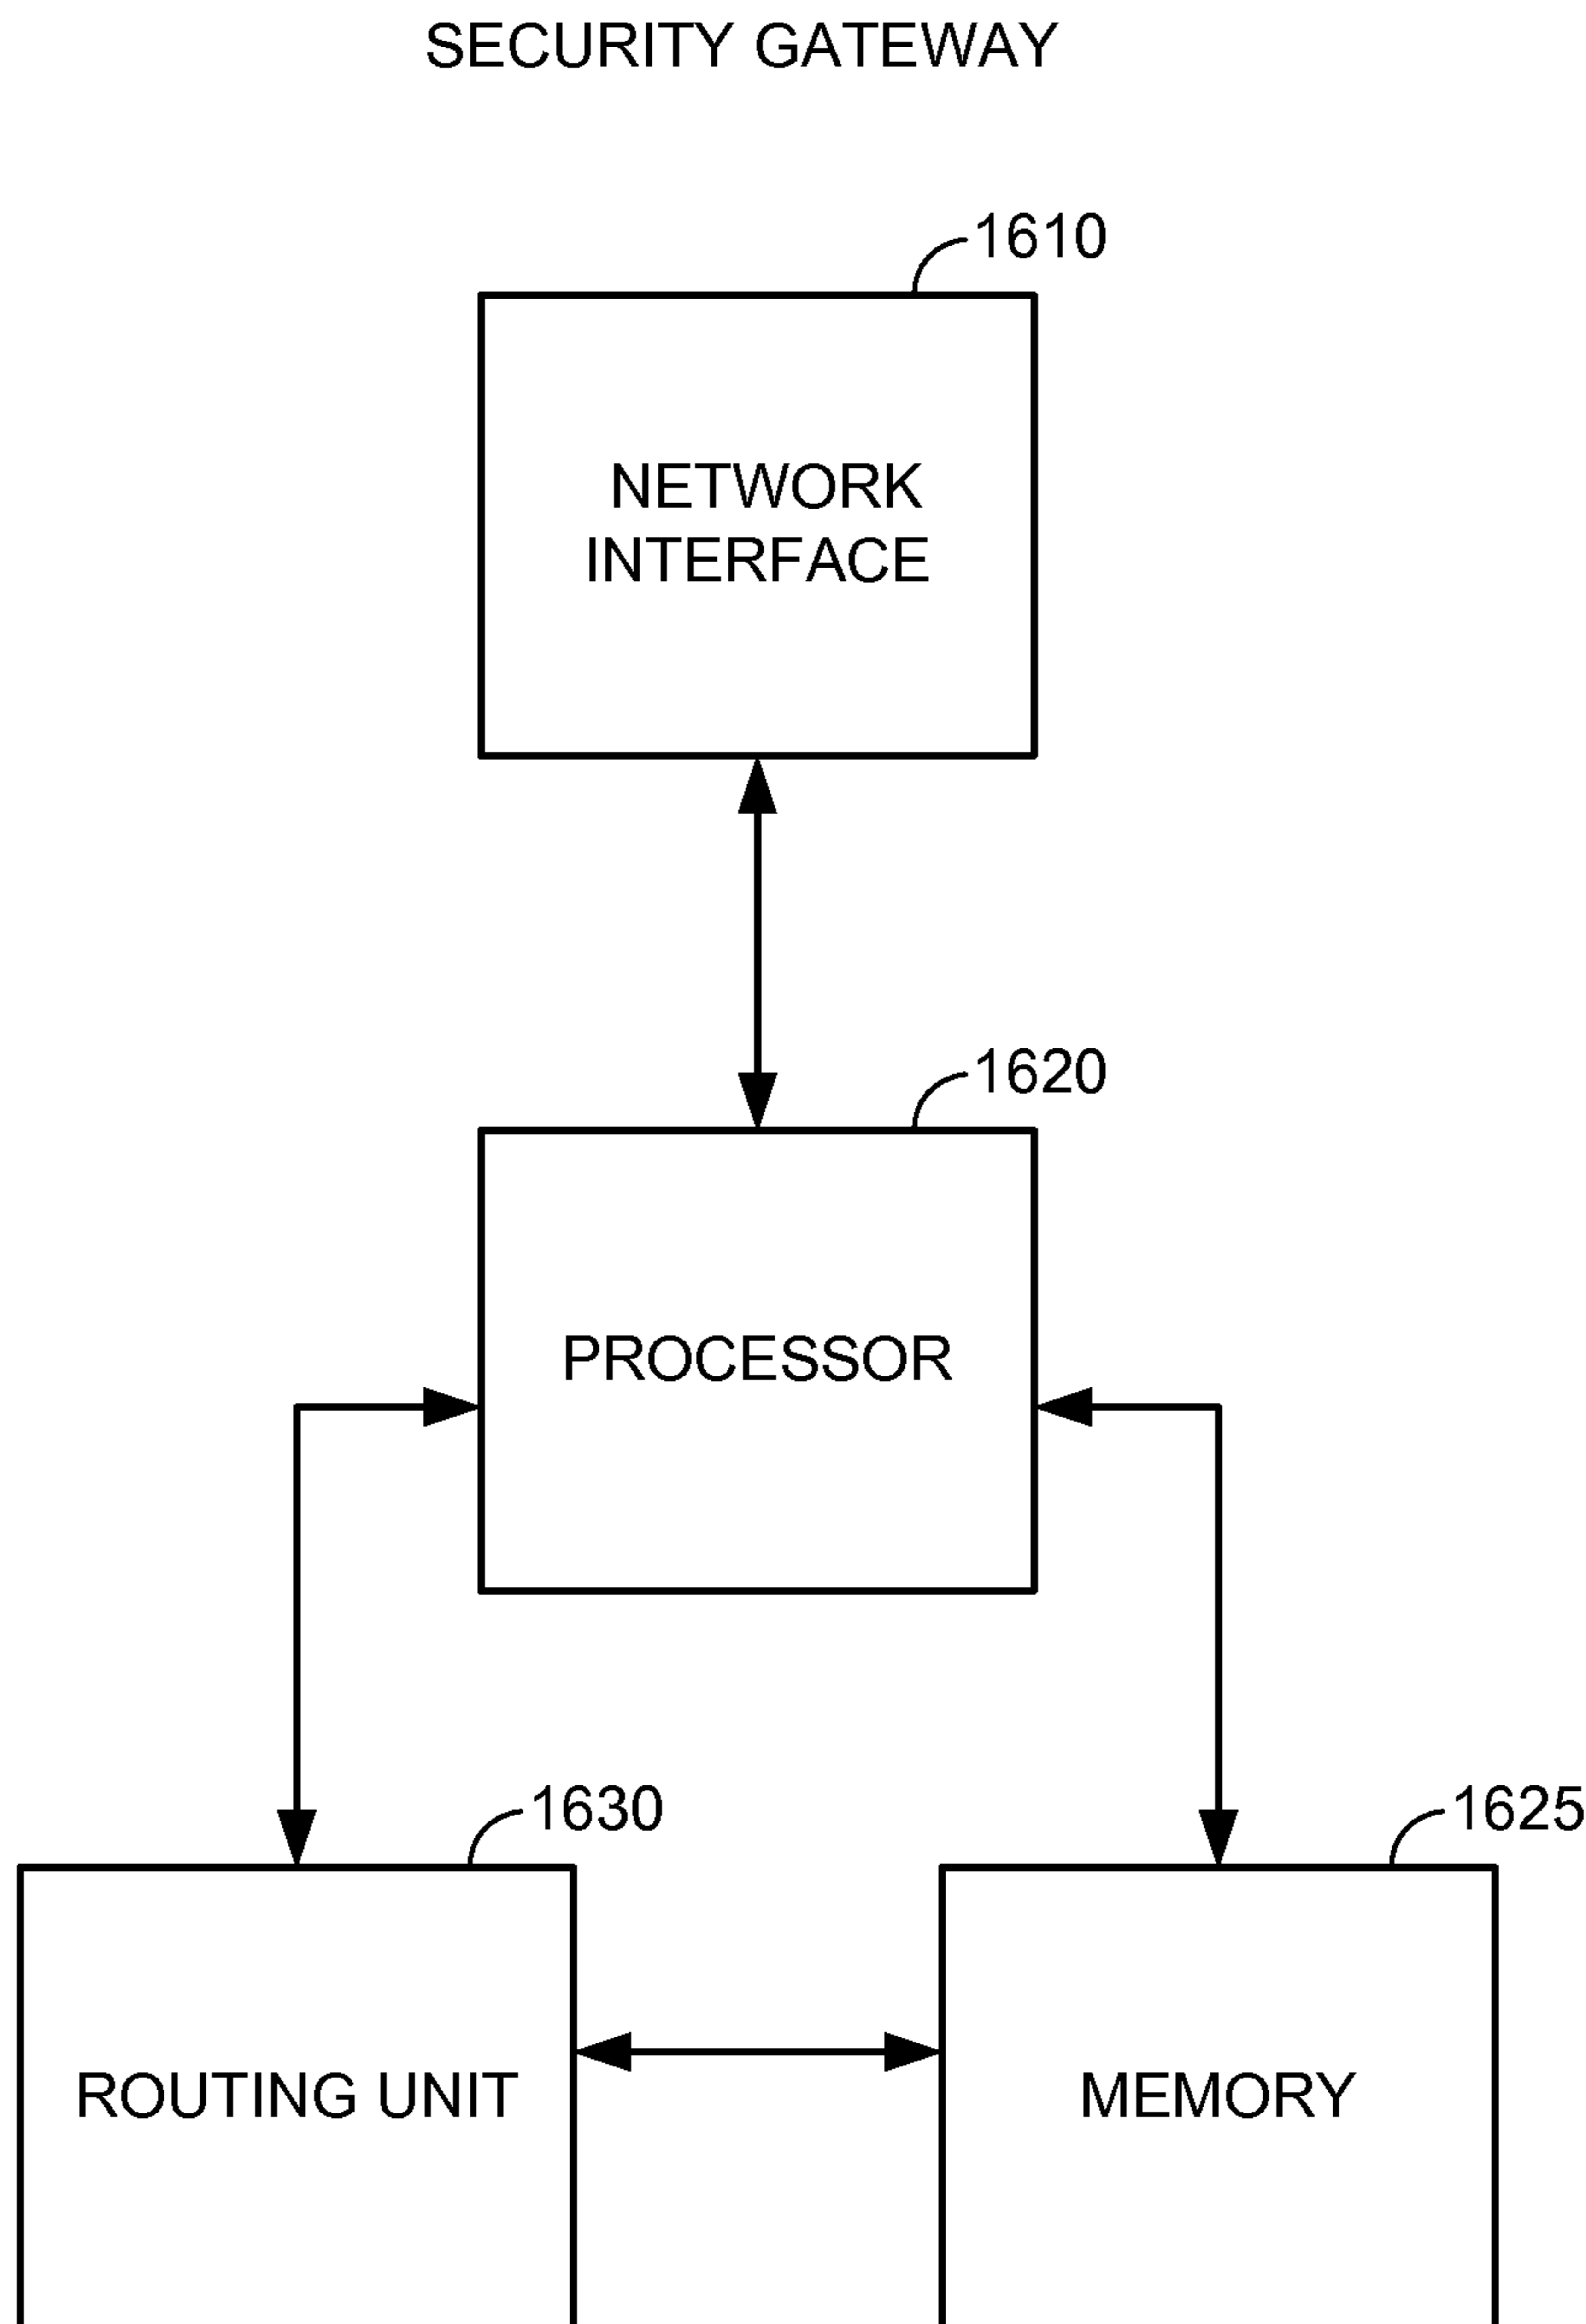 SECURITY GATEWAY
1610
NETWORK
INTERFACE
1620
PROCESSOR
1630
1625
ROUTING UNIT
MEMORY